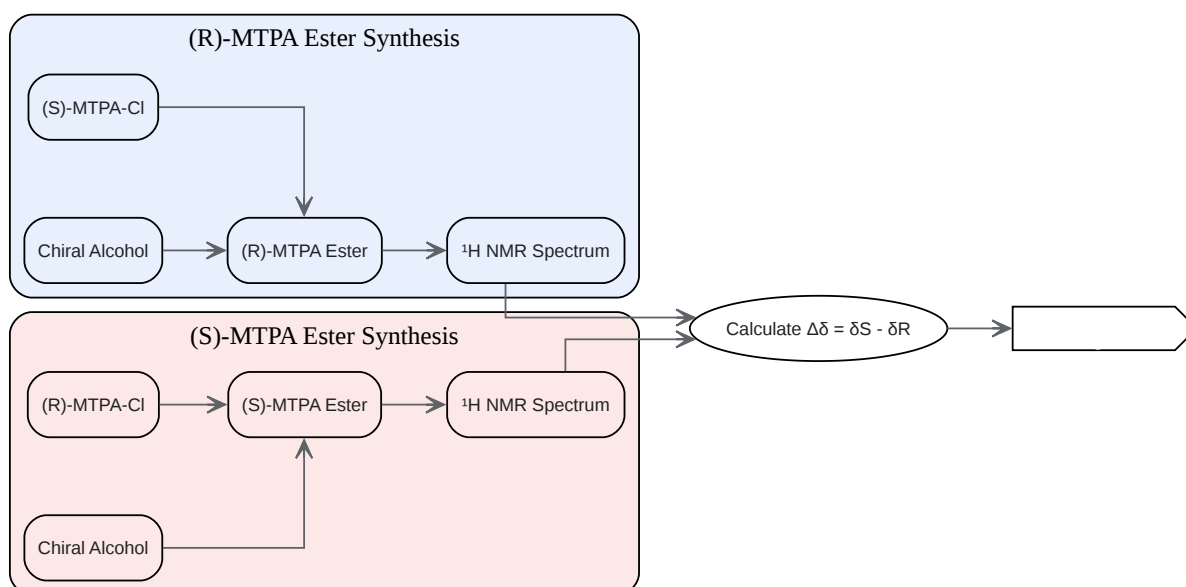 (R)-MTPA Ester Synthesis
(S)-MTPA-Cl
Chiral Alcohol
(R)-MTPA Ester
¹H NMR Spectrum
(S)-MTPA Ester Synthesis
Calculate Δδ = δS - δR
(R)-MTPA-Cl
(S)-MTPA Ester
¹H NMR Spectrum
Chiral Alcohol